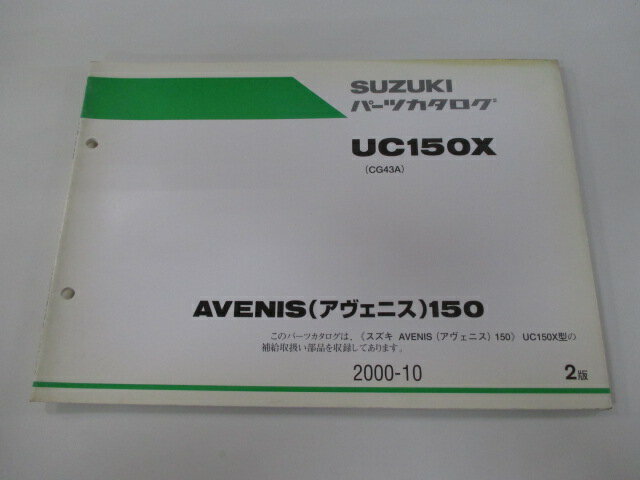 SUZUKI
パーツカタログ
UC150X
(CG43A)
AVENIS(アヴェニス)150
このパーツカタログは、《スズキ AVENIS (アヴェニス) 150》 UC150X型の
補給取扱い部品を収録してあります。
2000-10
2版